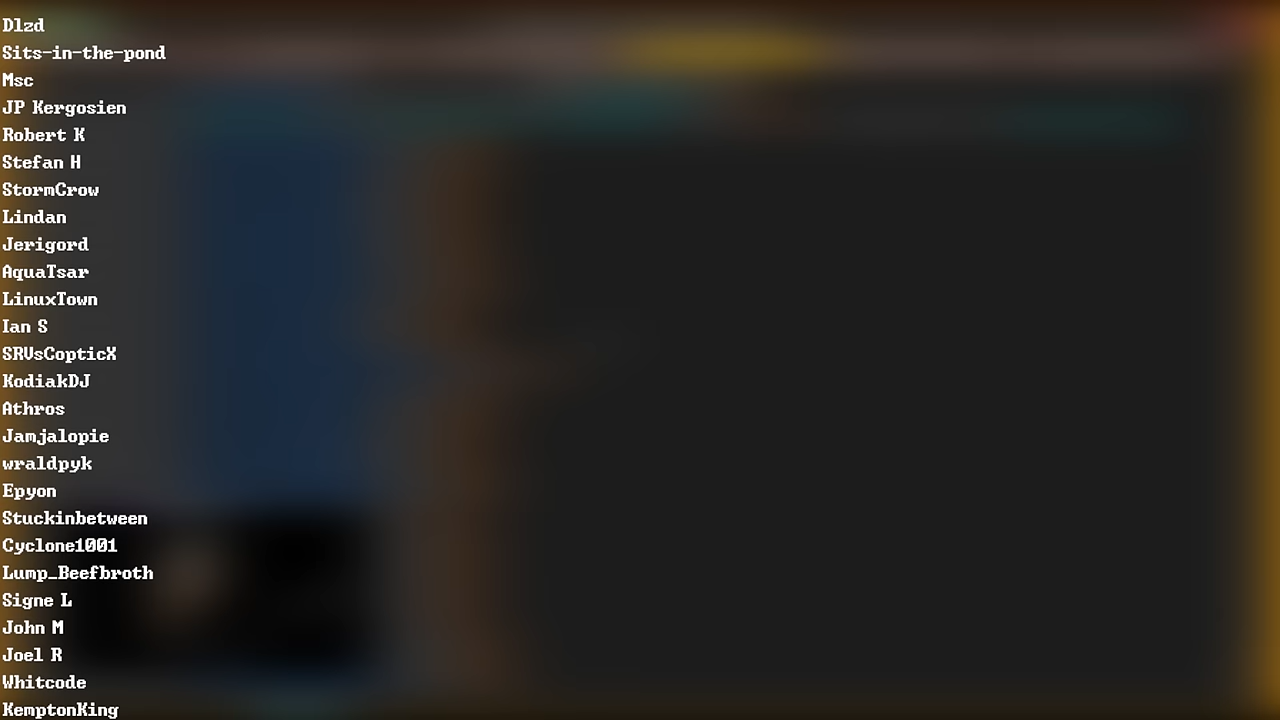 Dlzd
Sits-in-the-pond
Msc
JP Kergosien
Robert K
Stefan H
StormCrow
Lindan
Jerigord
AquaTsar
LinuxTown
Ian S
SRVsCopticX
KodiakDJ
Athros
Jamjalopie
wraldpyk
Epyon
Stuckinbetween
Cyclone1001
Lump_Beefbroth
Signe L
John M
Joel R
Whitcode
KemptonKing